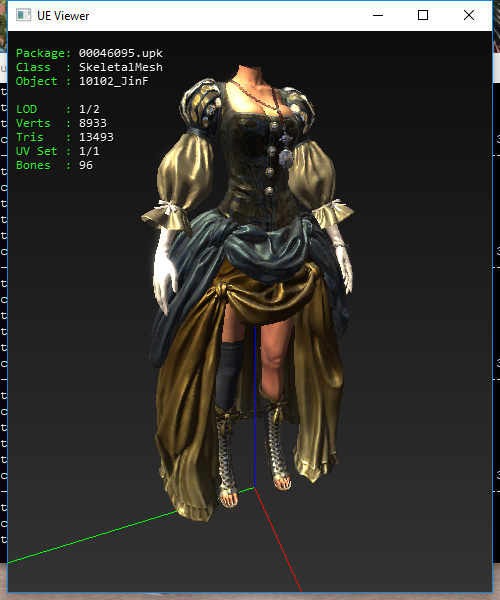 UE Viewer
Package: 00046095.upk
Class : SkeletalMesh
Object : 10102_JinF
LOD : 1/2
Verts : 8933
Tris : 13493
UV Set : 1/1
Bones : 96